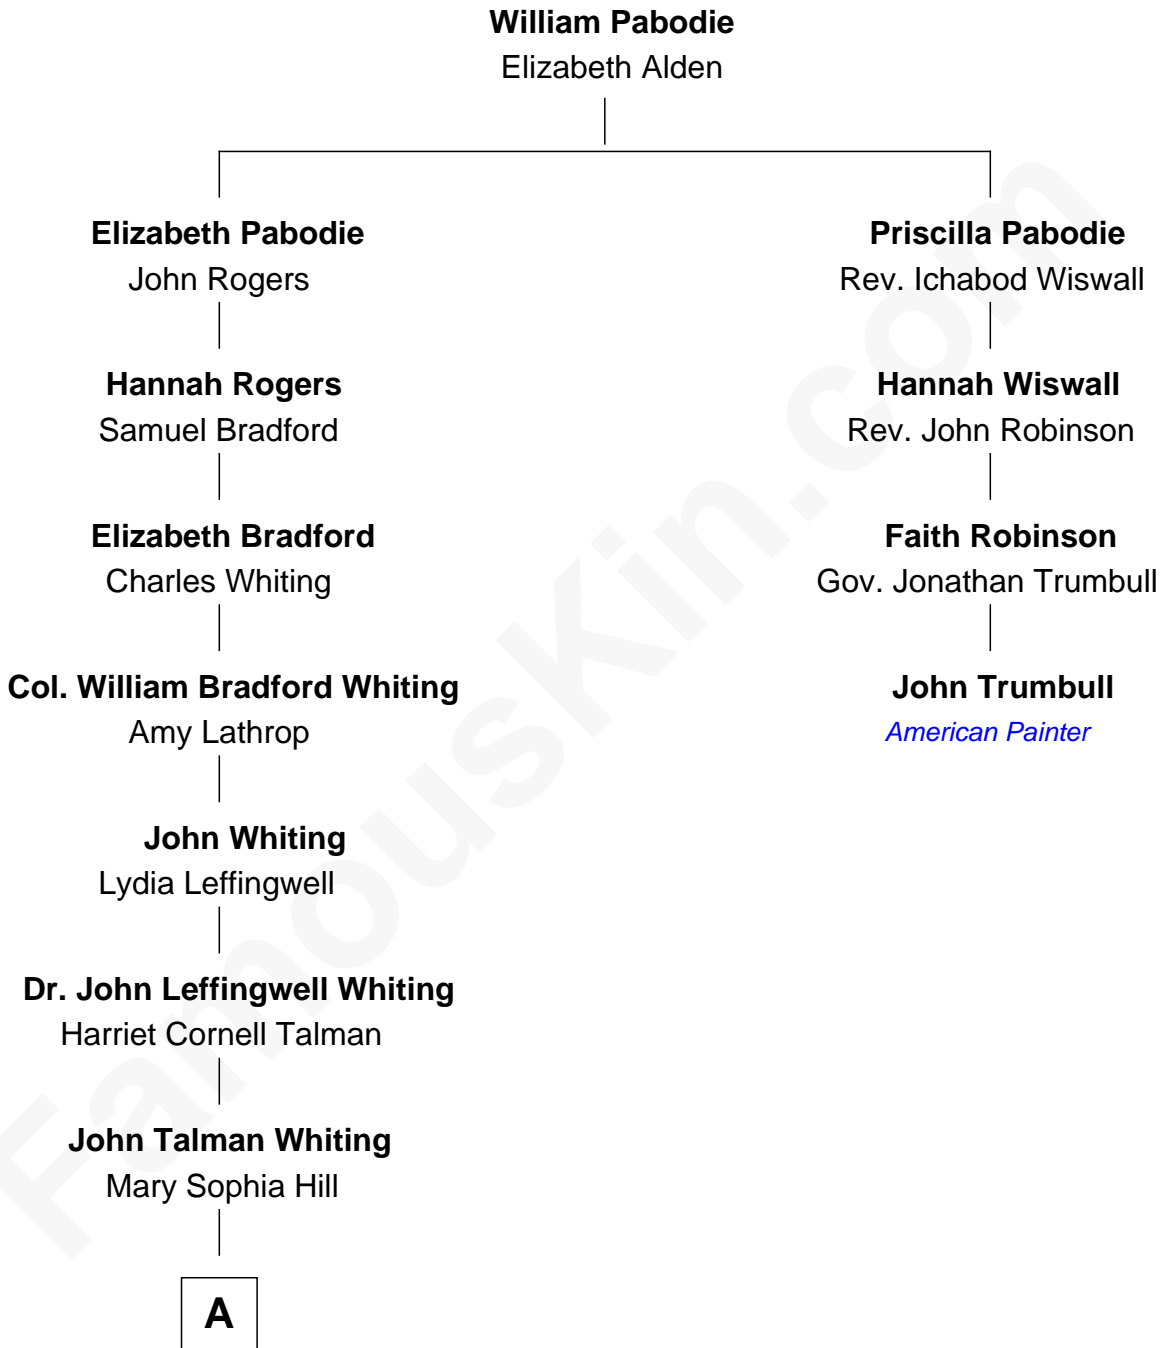 William Pabodie
Elizabeth Alden
Elizabeth Pabodie
John Rogers
Priscilla Pabodie
Rev. Ichabod Wiswall
Hannah Rogers
Samuel Bradford
Hannah Wiswall
Rev. John Robinson
Elizabeth Bradford
Charles Whiting
Faith Robinson
Gov. Jonathan Trumbull
Col. William Bradford Whiting
Amy Lathrop
John Trumbull
American Painter
John Whiting
Lydia Leffingwell
Dr. John Leffingwell Whiting
Harriet Cornell Talman
John Talman Whiting
Mary Sophia Hill
A
FamousKin.com